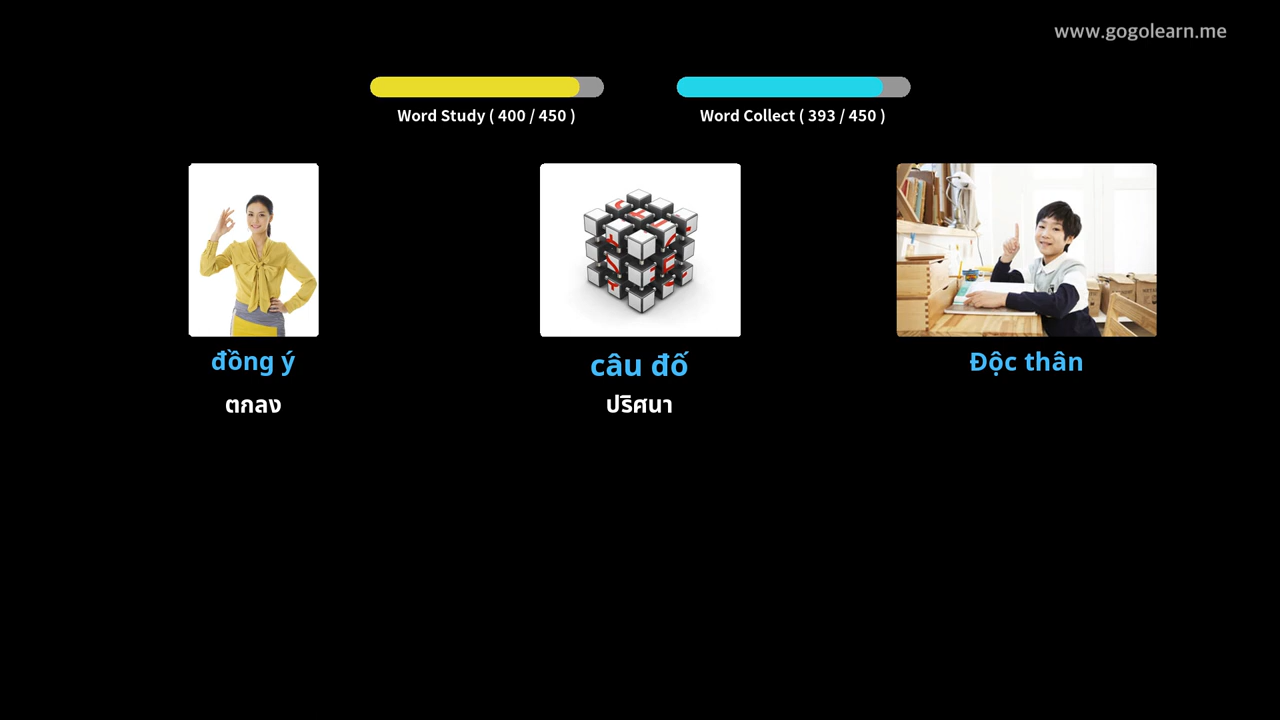 www.gogolearn.me
Word Study ( 400 / 450 )
Word Collect ( 393 / 450 )
đồng ý
câu đố
Độc thân
ตกลง
ปริศนา